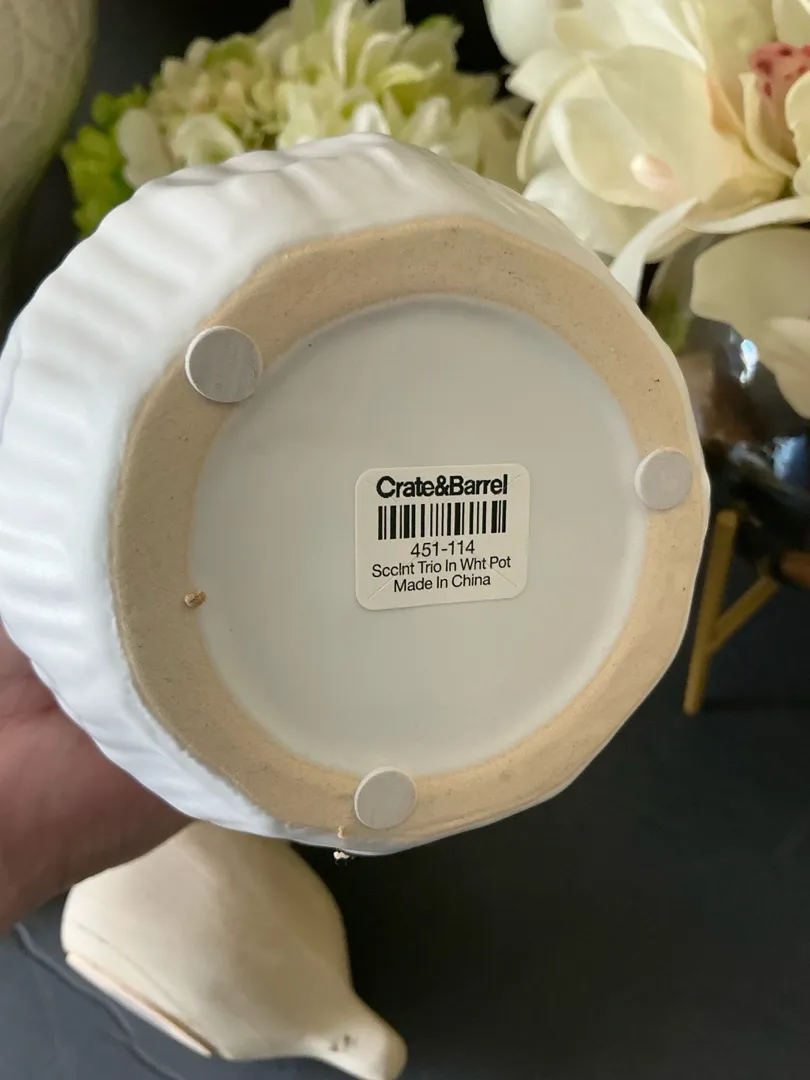 Crate&Barrel
451-114
Scclnt Trio In Wht Pot
Made In China